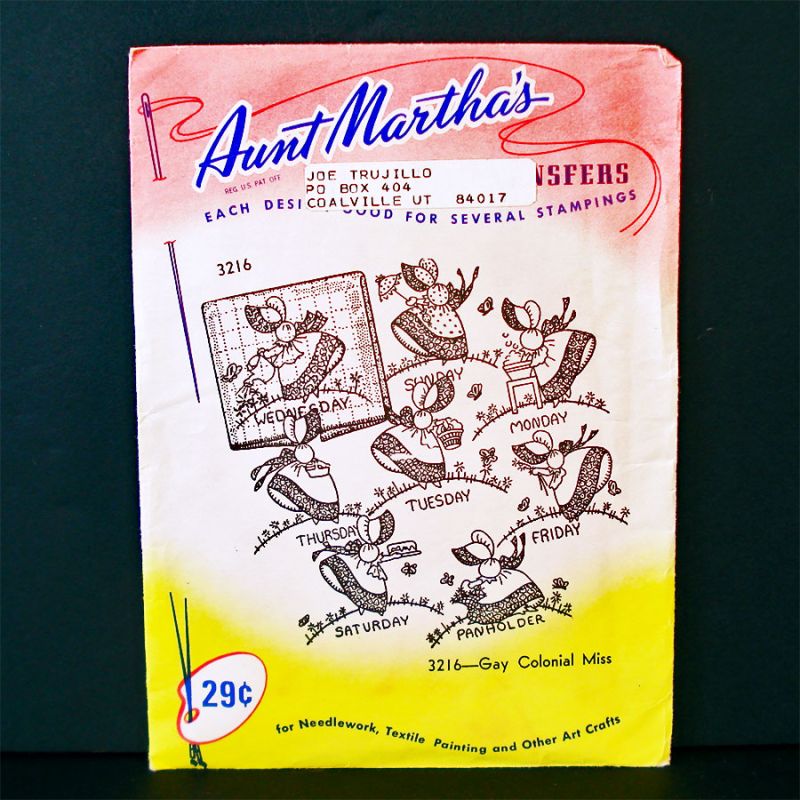 Aunt Martha's
REG. U.S. PAT. OFF.
JOE TRUJILLO
PO BOX 404
COALVILLE UT 84017
NSFERS
EACH DESI GOOD FOR SEVERAL STAMPINGS
3216
SUNDAY
WEDNESDAY
MONDAY
TUESDAY
THURSDAY
FRIDAY
SATURDAY
PANHOLDER
3216—Gay Colonial Miss
29¢
for Needlework, Textile Painting and Other Art Crafts